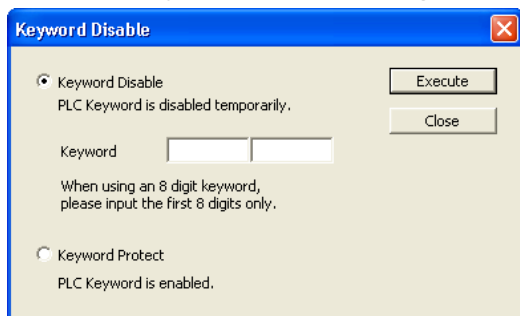 Keyword Disable
Keyword Disable
Execute
PLC Keyword is disabled temporarily.
Close
Keyword
When using an 8 digit keyword,
please input the first 8 digits only.
Keyword Protect
PLC Keyword is enabled.